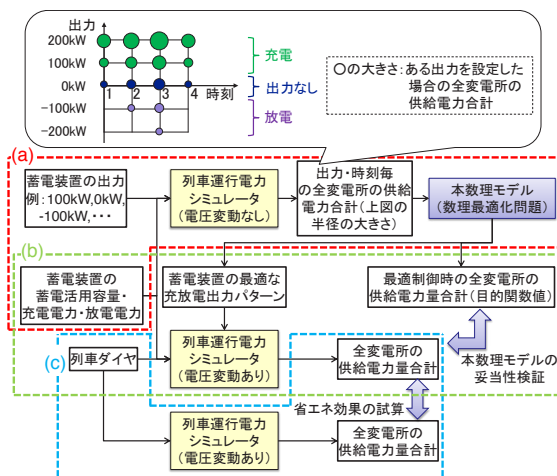 出力
200kW
100kW
0kW
-100kW
-200kW
1
2
3
4
時刻
充電
出力なし
放電
○の大きさ：ある出力を設定した
場合の全変電所の
供給電力合計
(a)
蓄電装置の出力
例：100kW,0kW,
-100kW,・・・
列車運行電力
シミュレータ
(電圧変動なし)
出力・時刻毎
の全変電所の供給
電力合計(上図の
半径の大きさ)
本数理モデル
(数理最適化問題)
(b)
蓄電装置の
蓄電活用容量・
充電電力・放電電力
蓄電装置の最適な
充放電出力パターン
最適制御時の全変電所の
供給電力量合計(目的関数値)
(c)
列車ダイヤ
列車運行電力
シミュレータ
(電圧変動あり)
全変電所の
供給電力量合計
本数理モデルの
妥当性検証
省エネ効果の試算
列車運行電力
シミュレータ
(電圧変動あり)
全変電所の
供給電力量合計